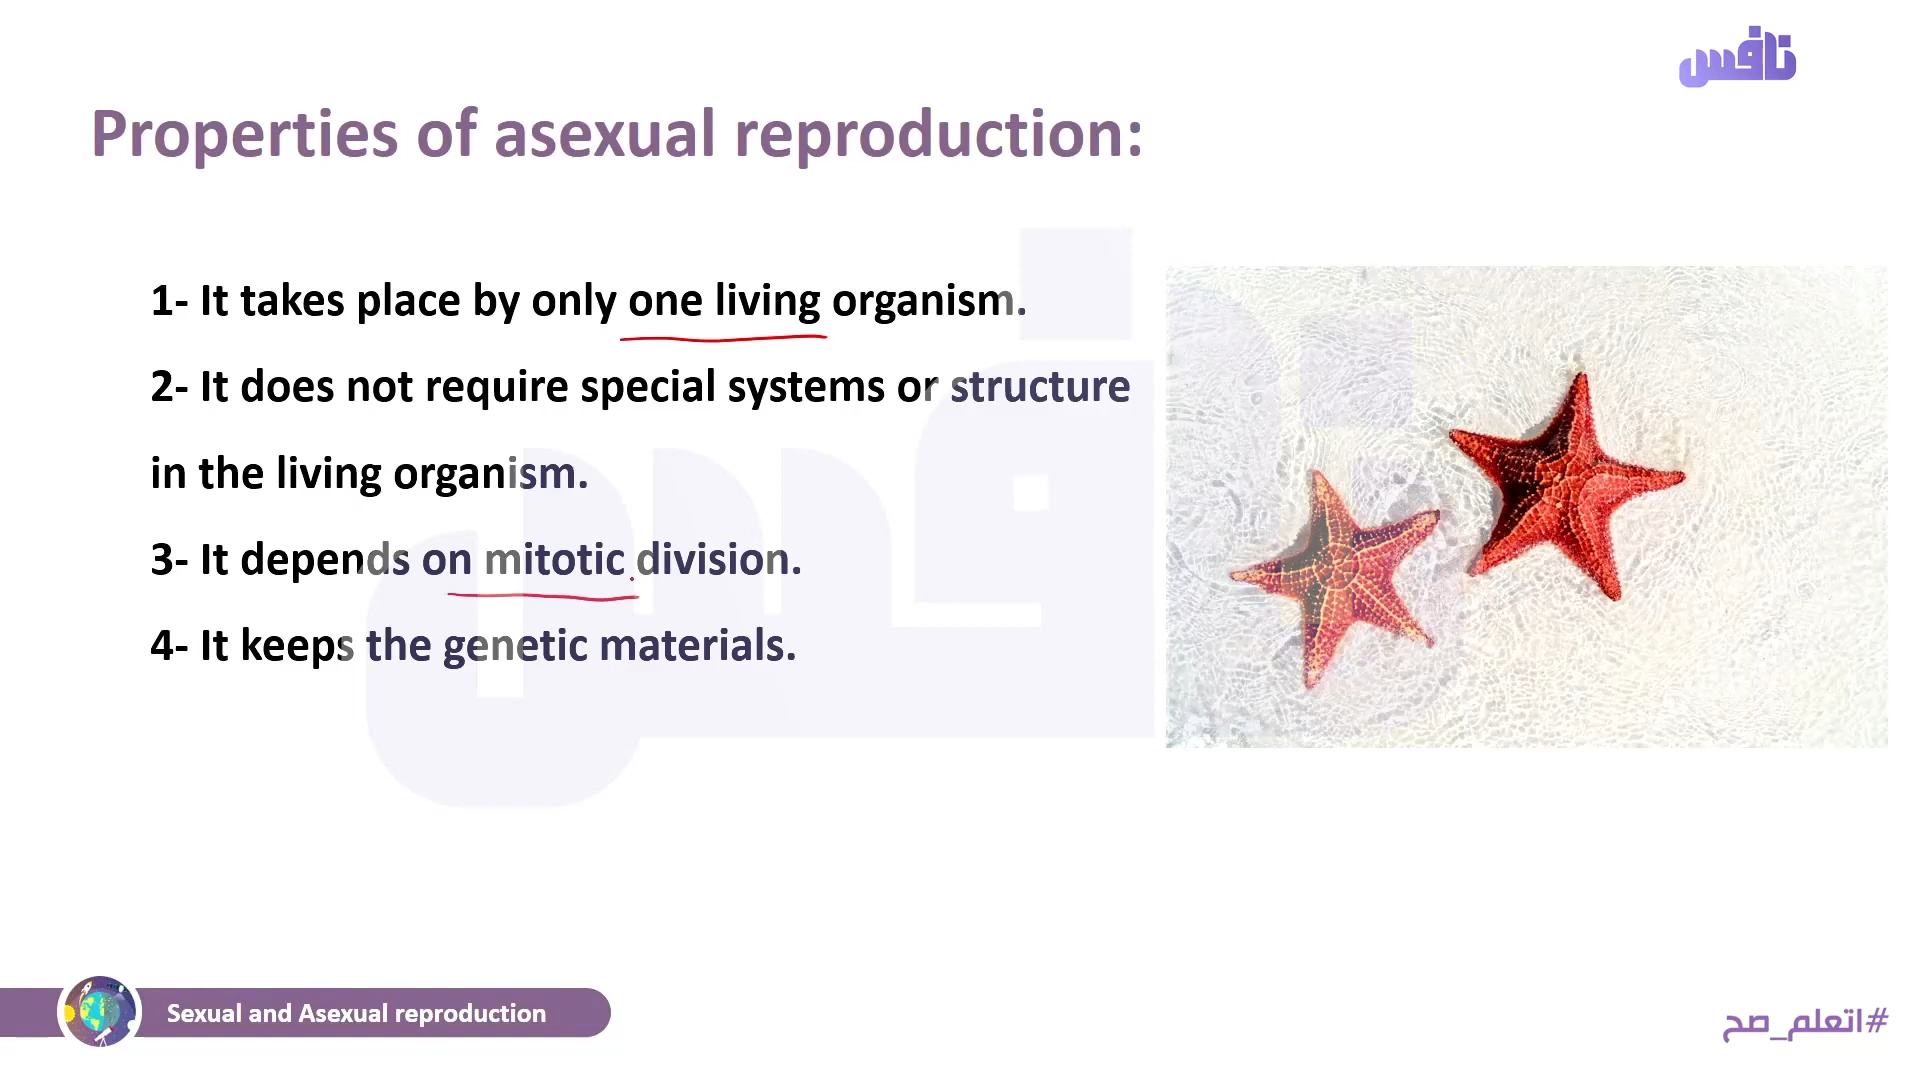 نافس
Properties of asexual reproduction:
1- It takes place by only one living organism.
2- It does not require special systems or structure
in the living organism.
3- It depends on mitotic division.
4- It keeps the genetic materials.
Sexual and Asexual reproduction
#اتعلم_صح